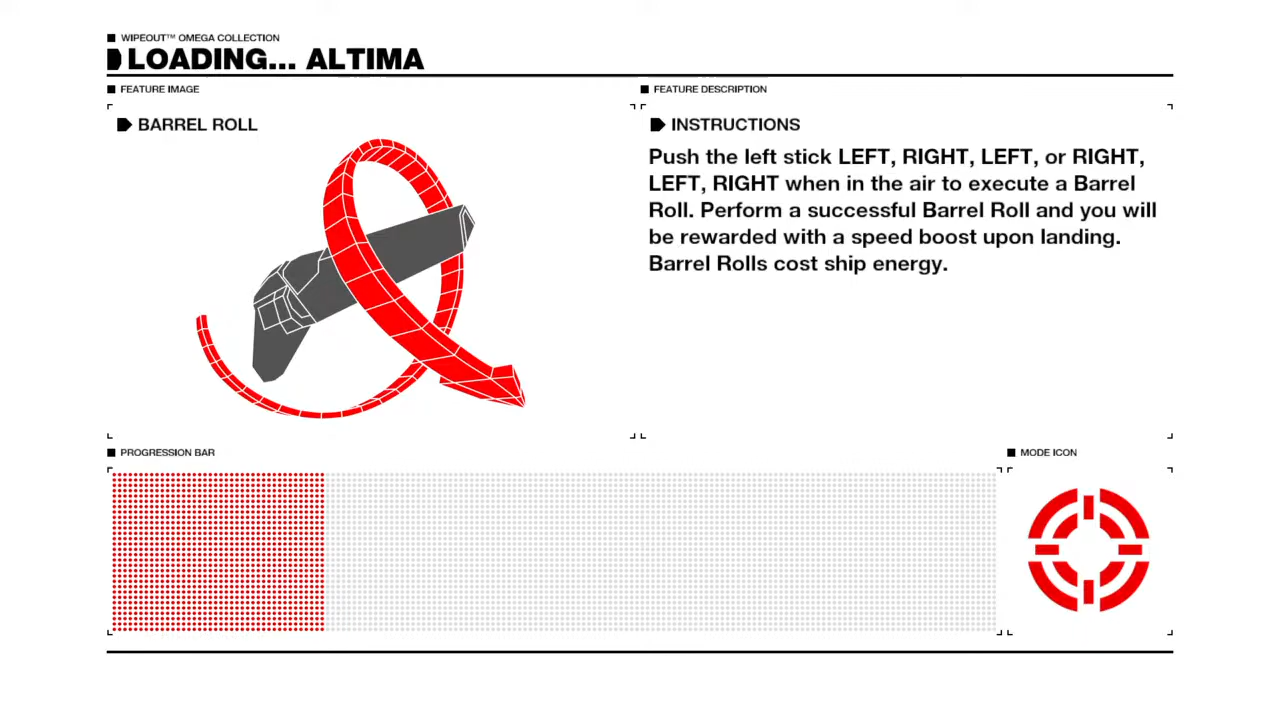 WIPEOUT™ OMEGA COLLECTION
LOADING... ALTIMA
FEATURE IMAGE
BARREL ROLL
FEATURE DESCRIPTION
INSTRUCTIONS
Push the left stick LEFT, RIGHT, LEFT, or RIGHT,
LEFT, RIGHT when in the air to execute a Barrel
Roll. Perform a successful Barrel Roll and you will
be rewarded with a speed boost upon landing.
Barrel Rolls cost ship energy.
PROGRESSION BAR
MODE ICON